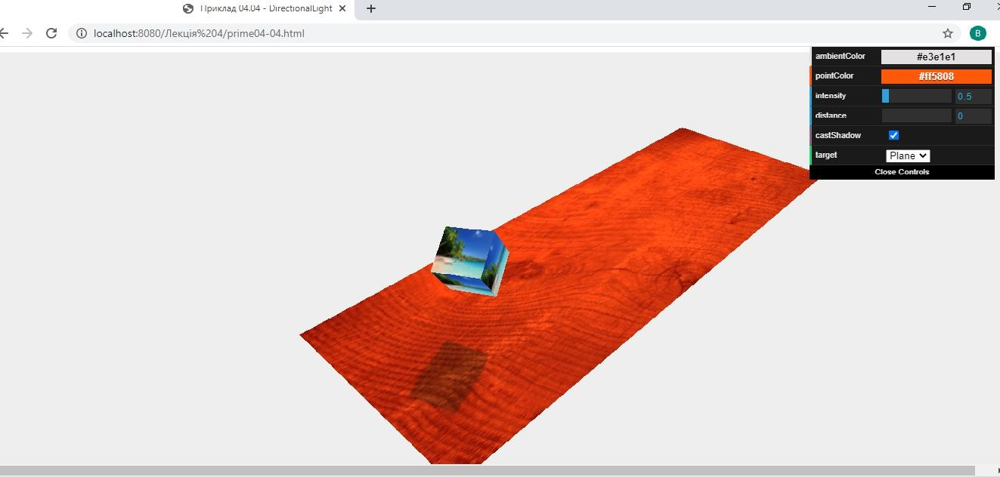 Приклад 04.04 - DirectionalLight
localhost:8080/Лекція%204/prime04-04.html
B
ambientColor #e3e1e1
pointColor #ff5808
intensity 0.5
distance 0
castShadow
target Plane
Close Controls